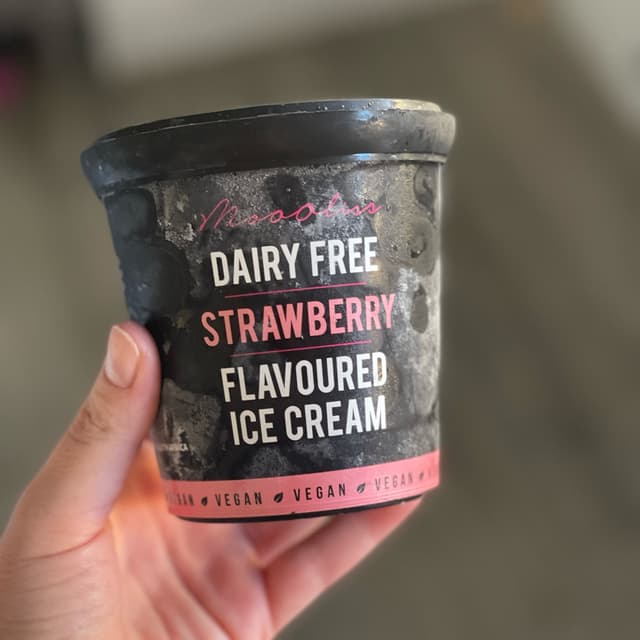 DAIRY FREE
STRAWBERRY
FLAVOURED
ICE CREAM
VEGAN VEGAN VEGAN